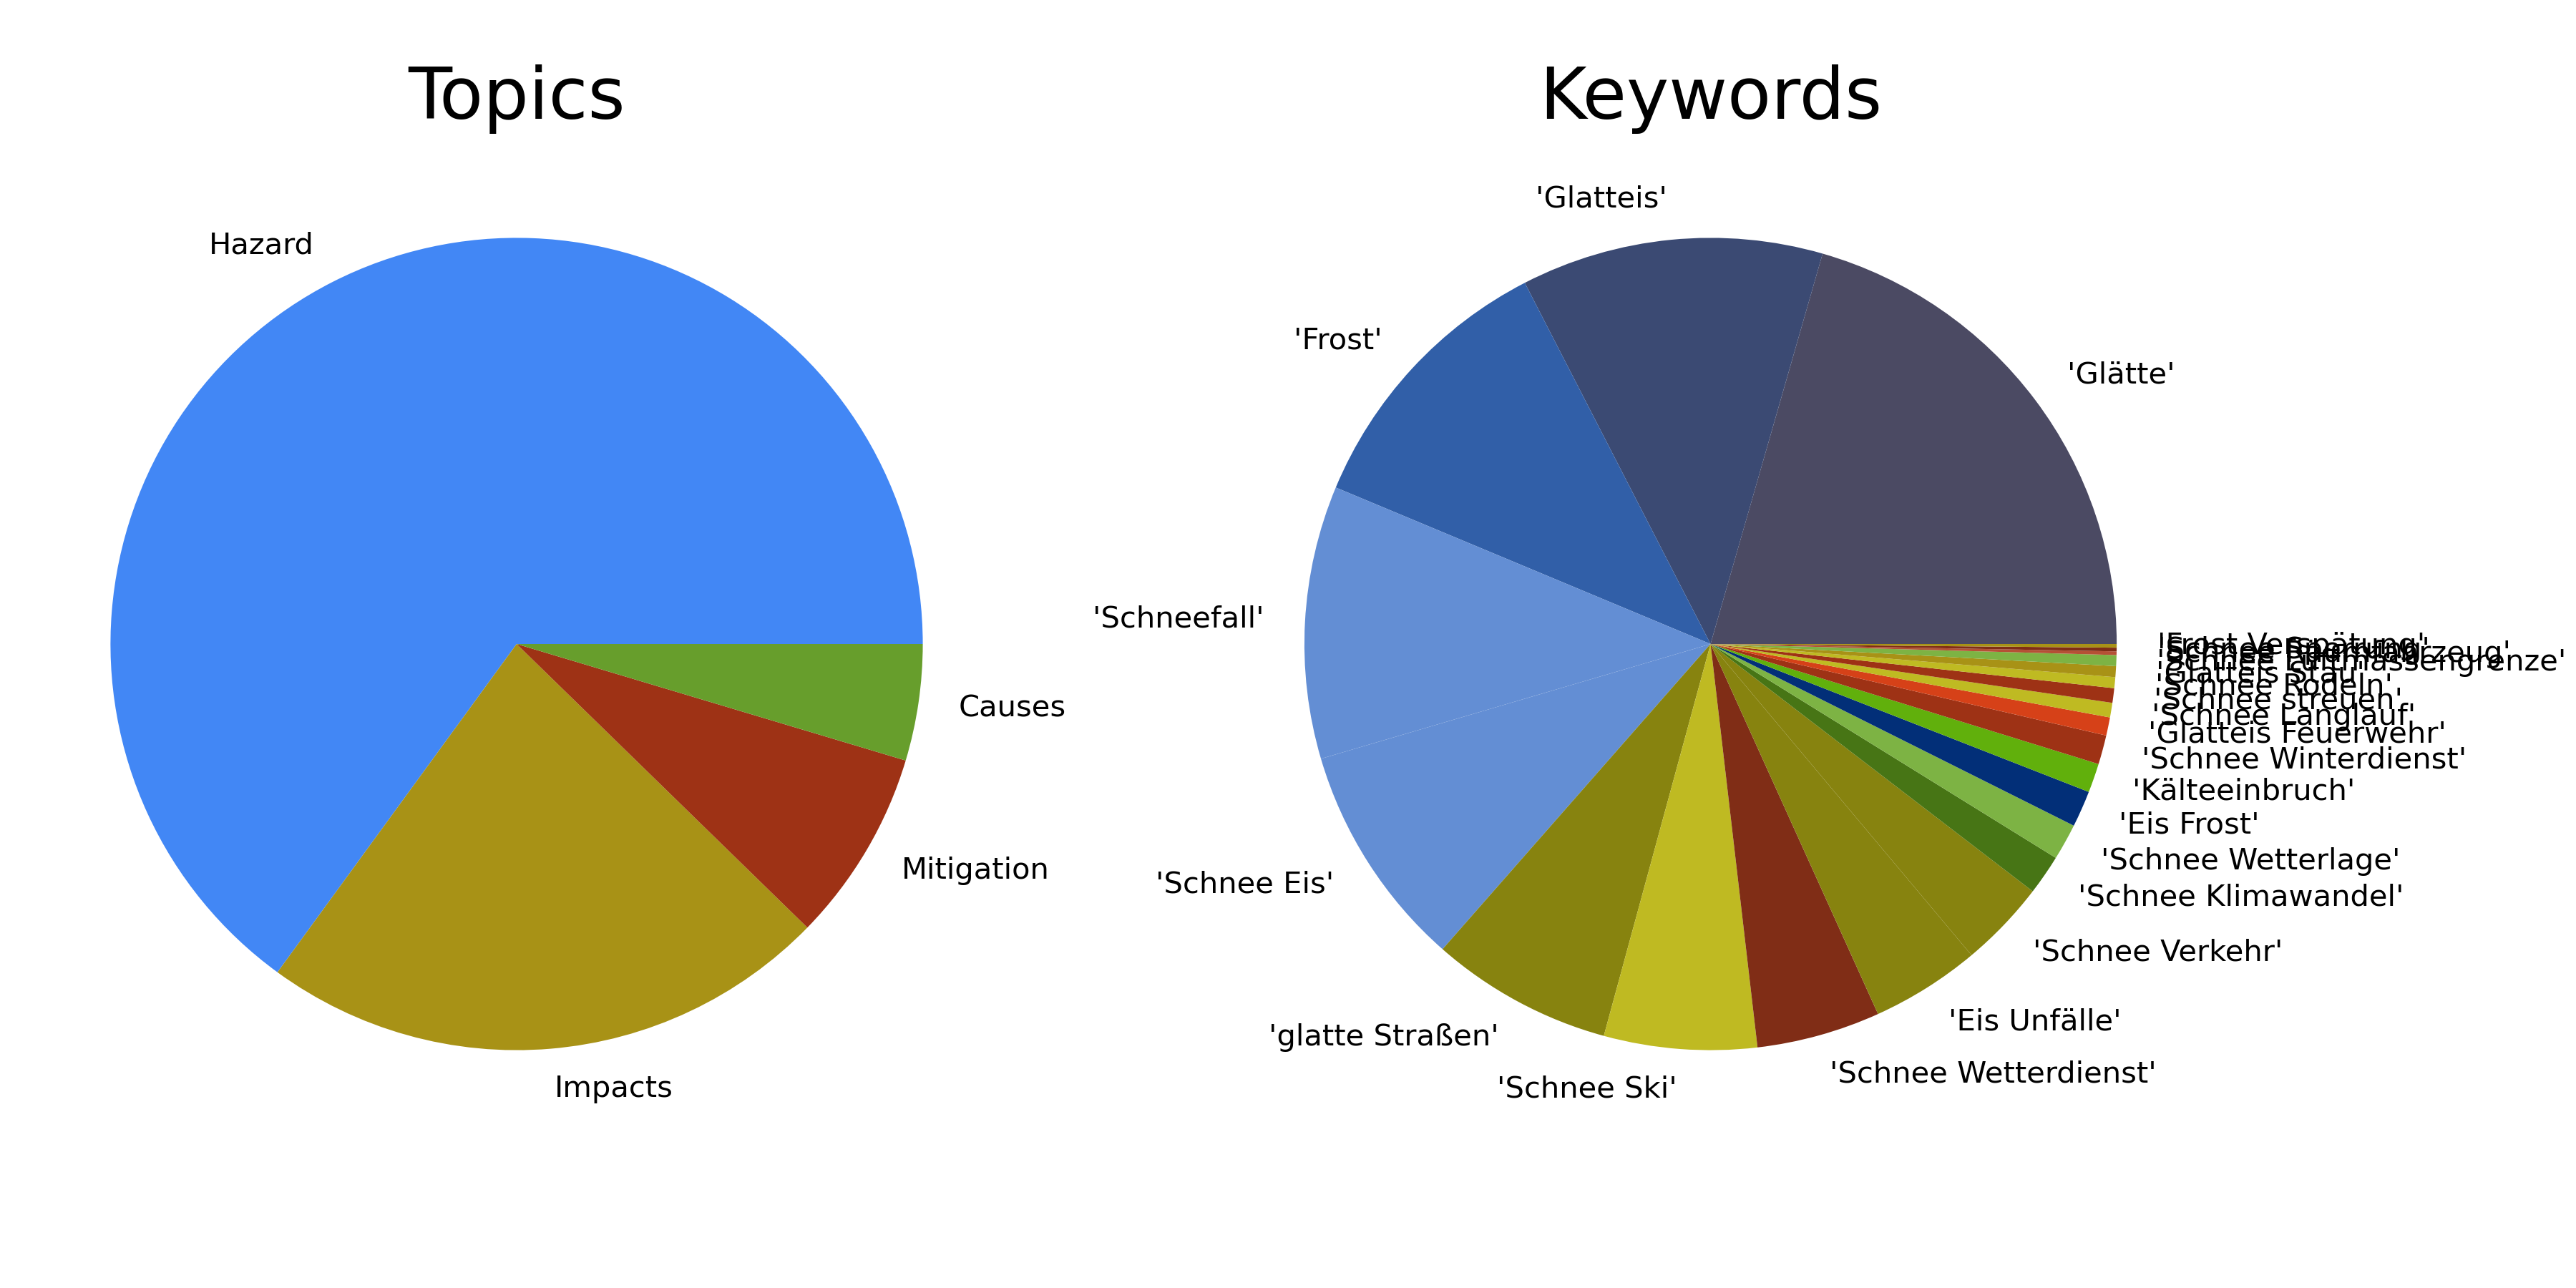 Topics
Hazard
Impacts
Mitigation
Causes
Keywords
'Glätte'
'Glatteis'
'Frost'
'Schneefall'
'Schnee Eis'
'glatte Straßen'
'Schnee Ski'
'Schnee Wetterdienst'
'Eis Unfälle'
'Schnee Verkehr'
'Schnee Klimawandel'
'Schnee Wetterlage'
'Eis Frost'
'Kälteeinbruch'
'Schnee Winterdienst'
'Glatteis Feuerwehr'
'Schnee Langlauf'
'Schnee streuen'
'Schnee Rodeln'
'Glatteis Stau'
'Frost Verspätung'